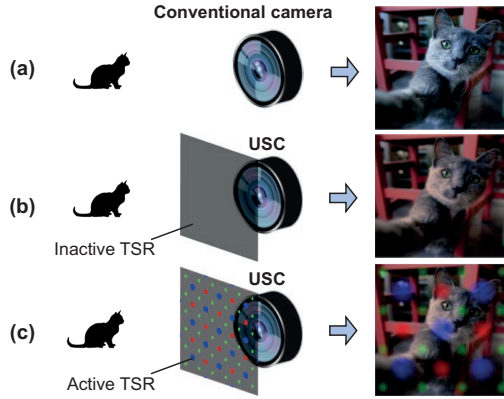 Conventional camera
(a)
USC
(b)
Inactive TSR
USC
(c)
Active TSR